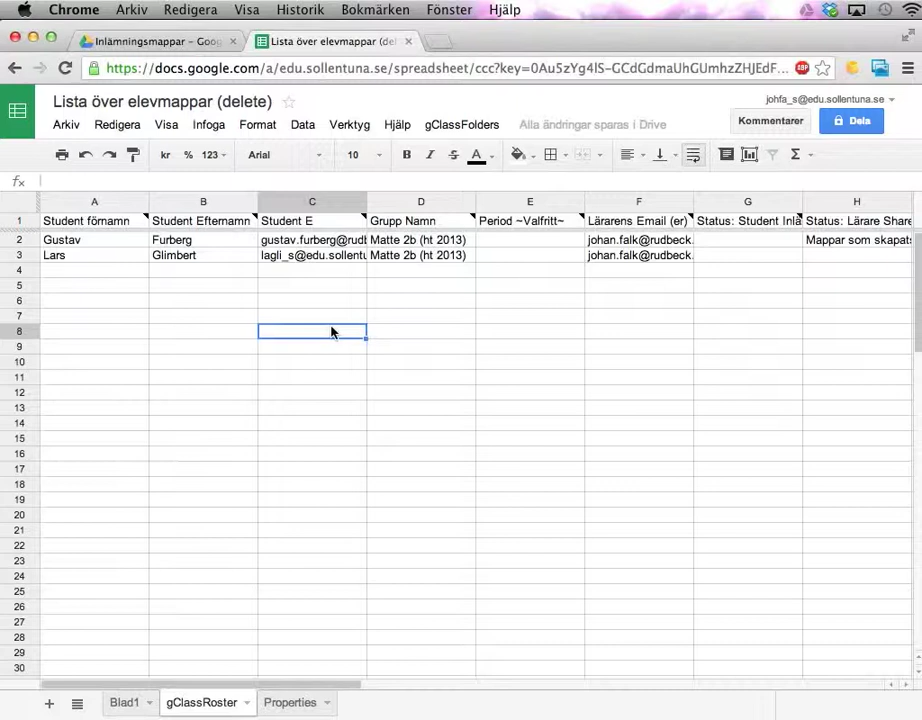 Chrome Arkiv Redigera Visa Historik Bokmärken Fönster Hjälp
Inlämningsmappar – Goog
Lista över elevmappar (del
https://docs.google.com/a/edu.sollentuna.se/spreadsheet/ccc?key=0Au5zYg4lS-GCdGdmaUhGUmhzZHJEdF...
Lista över elevmappar (delete)
johfa_s@edu.sollentuna.se
Arkiv Redigera Visa Infoga Format Data Verktyg Hjälp gClassFolders Alla ändringar sparas i Drive
Kommentarer Dela
kr % 123 Arial 10 B I S A Σ
fx
A B C D E F G H
1 Student förnamn Student Efternamn Student E Grupp Namn Period ~Valfritt~ Lärarens Email (er) Status: Student Inlä Status: Lärare Share
2 Gustav Furberg gustav.furberg@rudb Matte 2b (ht 2013) johan.falk@rudbeck. Mappar som skapats
3 Lars Glimbert lagli_s@edu.sollentu Matte 2b (ht 2013) johan.falk@rudbeck.
4
5
6
7
8
9
10
11
12
13
14
15
16
17
18
19
20
21
22
23
24
25
26
27
28
29
30
+ Blad1 gClassRoster Properties